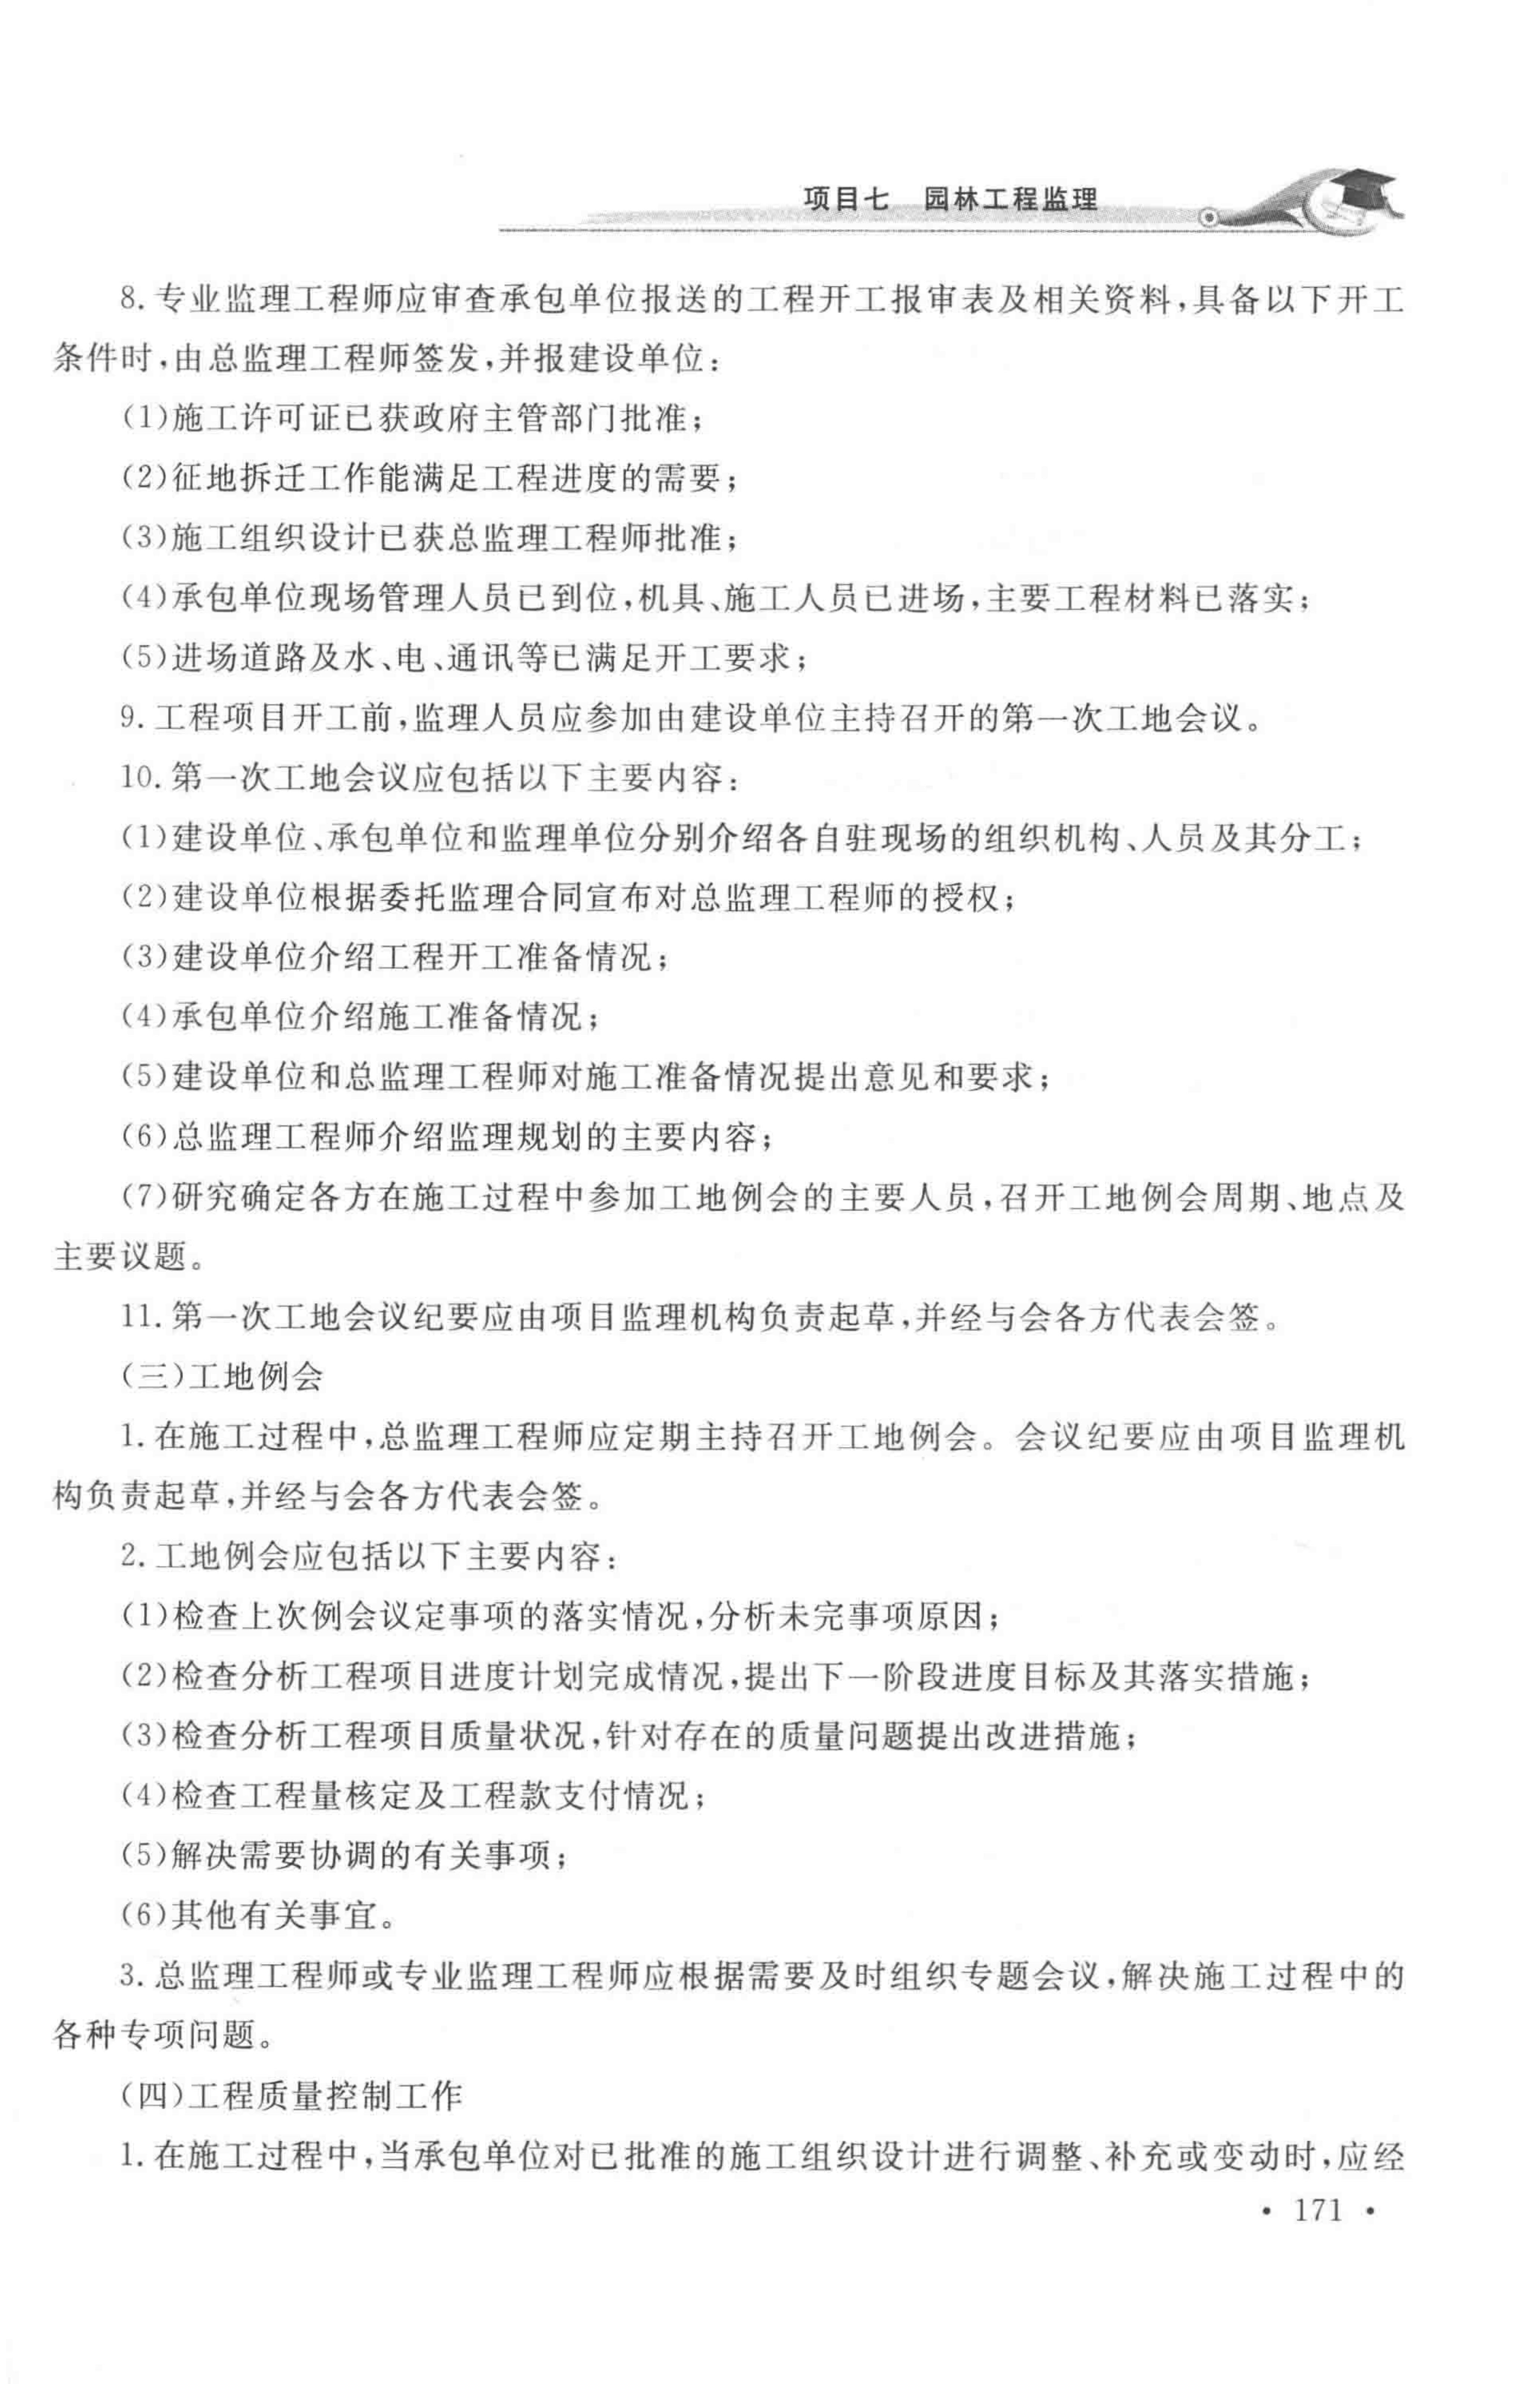 项目七 园林工程监理
8. 专业监理工程师应审查承包单位报送的工程开工报审表及相关资料,具备以下开工
条件时,由总监理工程师签发,并报建设单位:
(1)施工许可证已获政府主管部门批准;
(2)征地拆迁工作能满足工程进度的需要;
(3)施工组织设计已获总监理工程师批准;
(4)承包单位现场管理人员已到位,机具、施工人员已进场,主要工程材料已落实;
(5)进场道路及水、电、通讯等已满足开工要求;
9. 工程项目开工前,监理人员应参加由建设单位主持召开的第一次工地会议。
10. 第一次工地会议应包括以下主要内容:
(1)建设单位、承包单位和监理单位分别介绍各自驻现场的组织机构、人员及其分工;
(2)建设单位根据委托监理合同宣布对总监理工程师的授权;
(3)建设单位介绍工程开工准备情况;
(4)承包单位介绍施工准备情况;
(5)建设单位和总监理工程师对施工准备情况提出意见和要求;
(6)总监理工程师介绍监理规划的主要内容;
(7)研究确定各方在施工过程中参加工地例会的主要人员,召开工地例会周期、地点及
主要议题。
11. 第一次工地会议纪要应由项目监理机构负责起草,并经与会各方代表会签。
(三)工地例会
1. 在施工过程中,总监理工程师应定期主持召开工地例会。会议纪要应由项目监理机
构负责起草,并经与会各方代表会签。
2. 工地例会应包括以下主要内容:
(1)检查上次例会议定事项的落实情况,分析未完事项原因;
(2)检查分析工程项目进度计划完成情况,提出下一阶段进度目标及其落实措施;
(3)检查分析工程项目质量状况,针对存在的质量问题提出改进措施;
(4)检查工程量核定及工程款支付情况;
(5)解决需要协调的有关事项;
(6)其他有关事宜。
3. 总监理工程师或专业监理工程师应根据需要及时组织专题会议,解决施工过程中的
各种专项问题。
(四)工程质量控制工作
1. 在施工过程中,当承包单位对已批准的施工组织设计进行调整、补充或变动时,应经
• 171 •